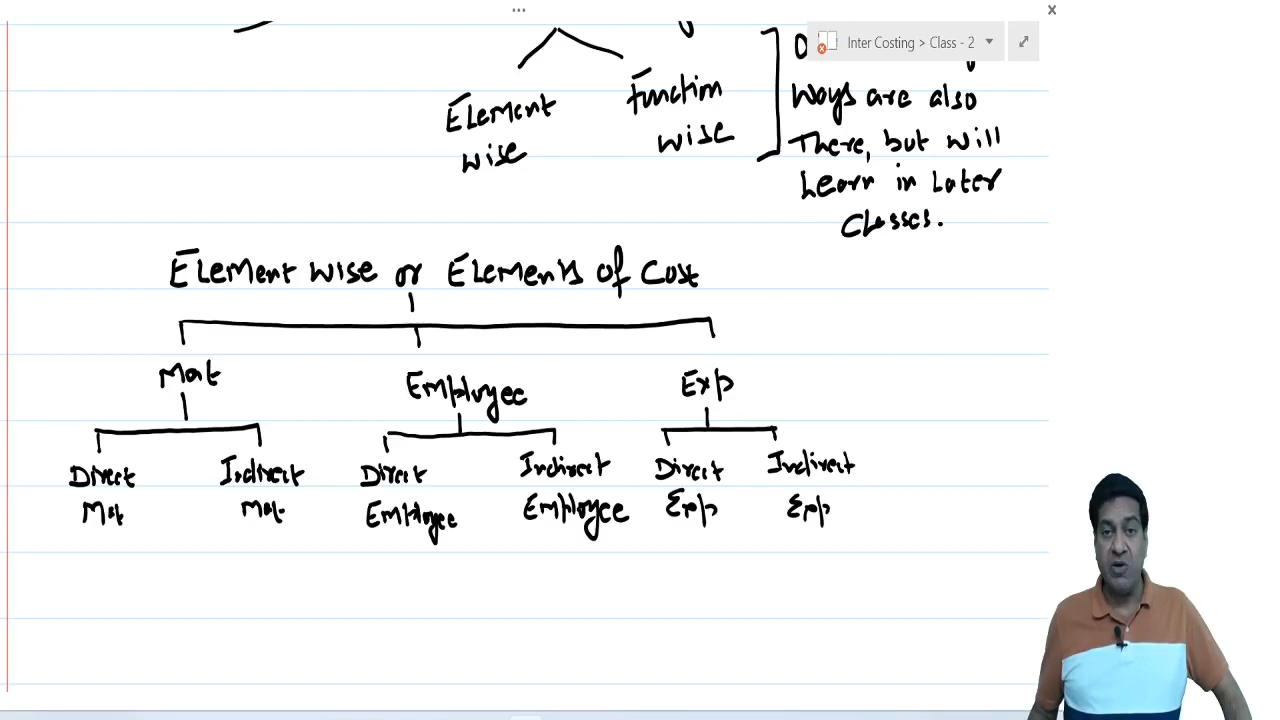 Inter Costing > Class - 2
Element
wise
Function
wise
ways are also
There, but will
Learn in Later
Classes.
Element wise or Elements of Cost
Mat
Employee
Exp
Direct
Mat
Indirect
Mat
Direct
Employee
Indirect
Employee
Direct
Exp
Indirect
Exp